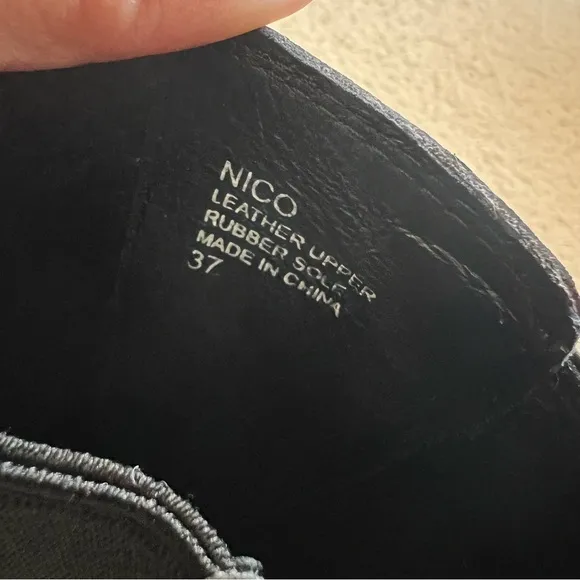 NICO
LEATHER UPPER
RUBBER SOLE
MADE IN CHINA
37